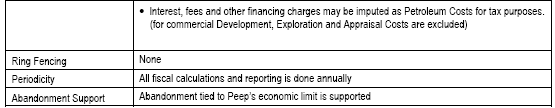 • Interest, fees and other financing charges may be imputed as Petroleum Costs for tax purposes.
(for commercial Development, Exploration and Appraisal Costs are excluded)
Ring Fencing None
Periodicity All fiscal calculations and reporting is done annually
Abandonment Support Abandonment tied to Peep's economic limit is supported